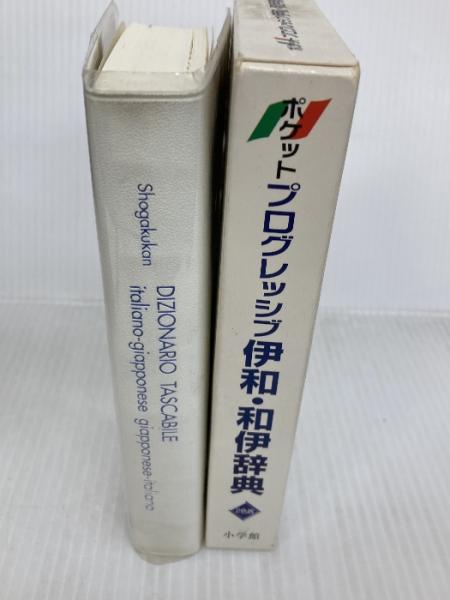 Shogakukan
DIZIONARIO TASCABILE
italiano-giapponese giapponese-italiano
ポケットプログレッシブ
伊和・和伊辞典
小学館